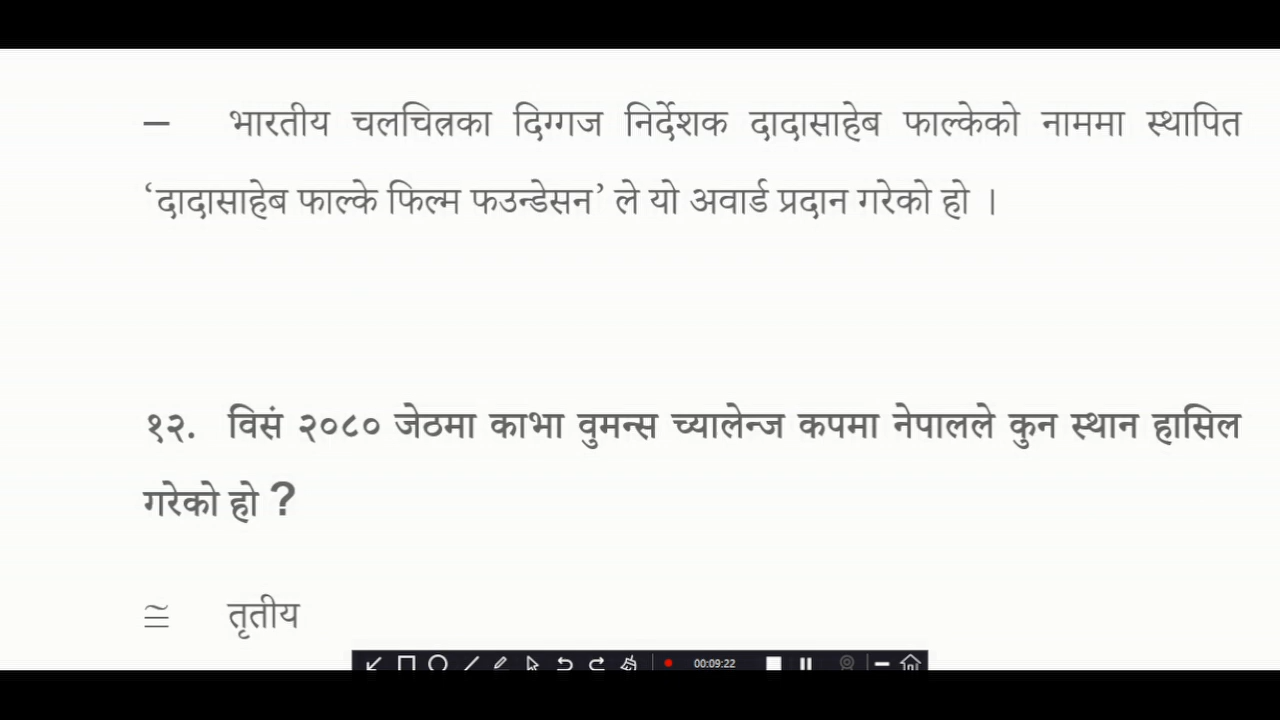 – भारतीय चलचित्रका दिग्गज निर्देशक दादासाहेब फाल्केको नाममा स्थापित
‘दादासाहेब फाल्के फिल्म फउन्डेसन’ ले यो अवार्ड प्रदान गरेको हो ।
१२. विसं २०८० जेठमा काभा वुमन्स च्यालेन्ज कपमा नेपालले कुन स्थान हासिल
गरेको हो ?
≅ तृतीय
00:09:22